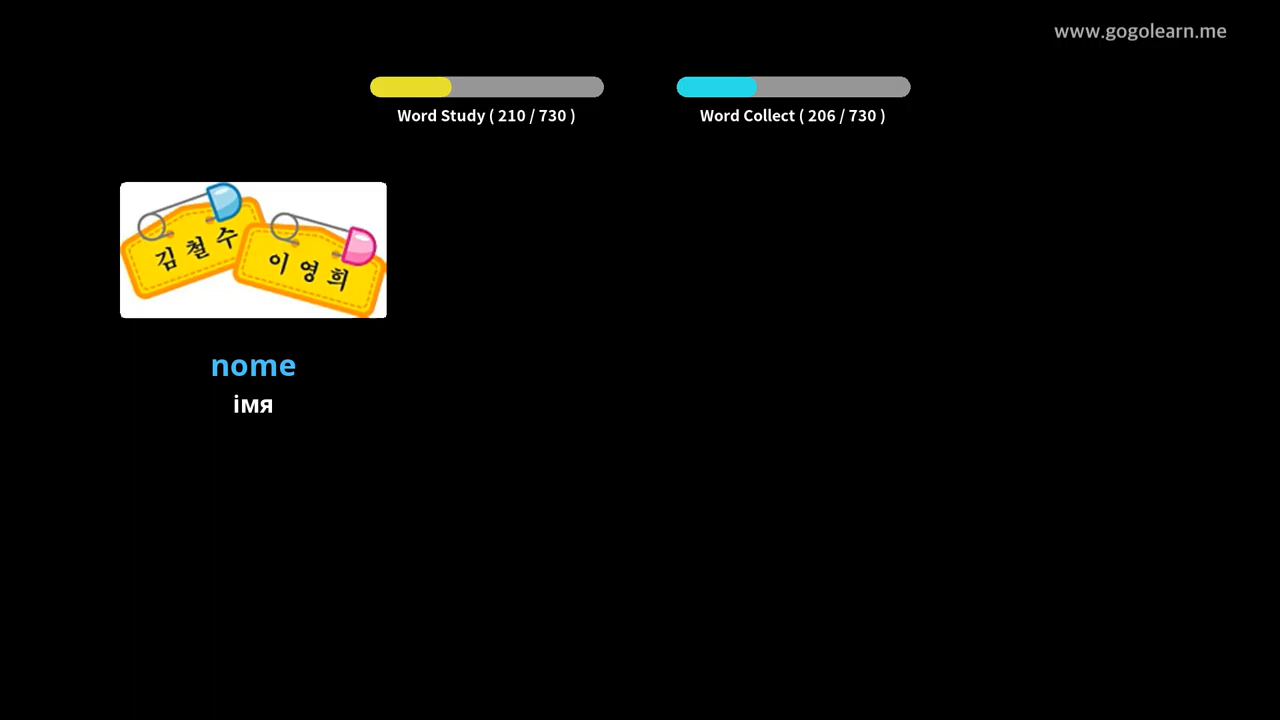 www.gogolearn.me
Word Study ( 210 / 730 )
Word Collect ( 206 / 730 )
김철수
이영희
nome
імя